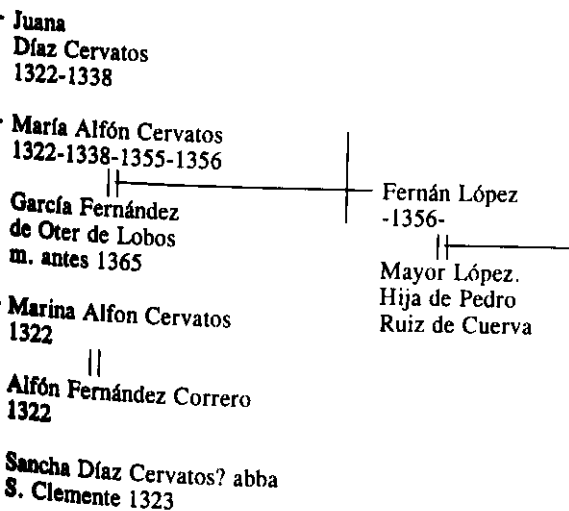 Juana
Díaz Cervatos
1322-1338
María Alfón Cervatos
1322-1338-1355-1356
García Fernández
de Oter de Lobos
m. antes 1365
Fernán López
-1356-
Mayor López.
Hija de Pedro
Ruiz de Cuerva
Marina Alfon Cervatos
1322
Alfón Fernández Correro
1322
Sancha Díaz Cervatos? abba
S. Clemente 1323